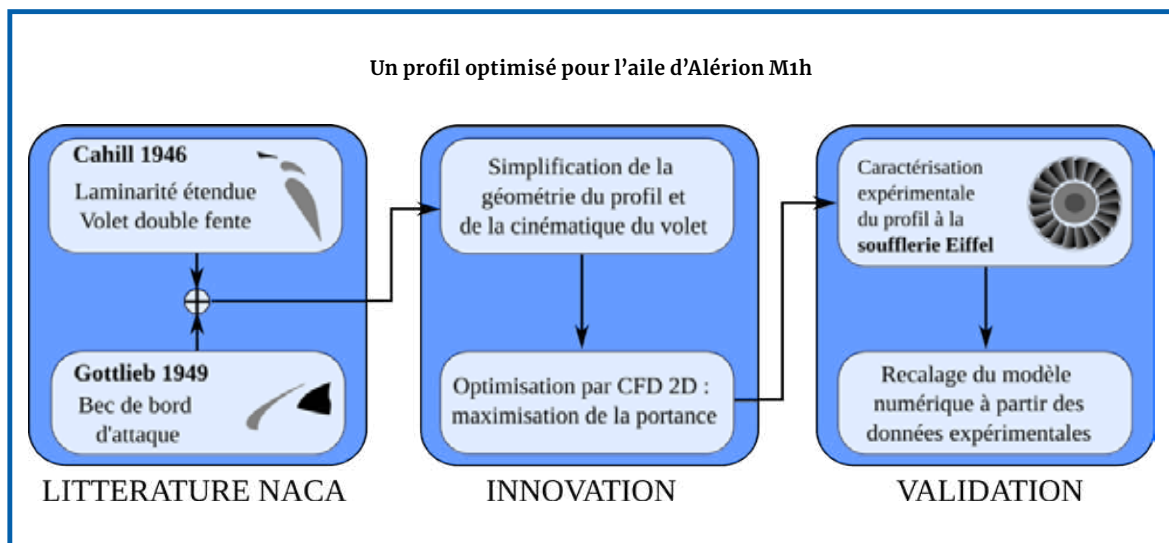 Un profil optimisé pour l’aile d’Alérion M1h
Cahill 1946
Laminarité étendue
Volet double fente
Gottlieb 1949
Bec de bord
d'attaque
LITTERATURE NACA
Simplification de la
géométrie du profil et
de la cinématique du volet
Optimisation par CFD 2D :
maximisation de la portance
INNOVATION
Caractérisation
expérimentale
du profil à la
soufflerie Eiffel
Recalage du modèle
numérique à partir des
données expérimentales
VALIDATION